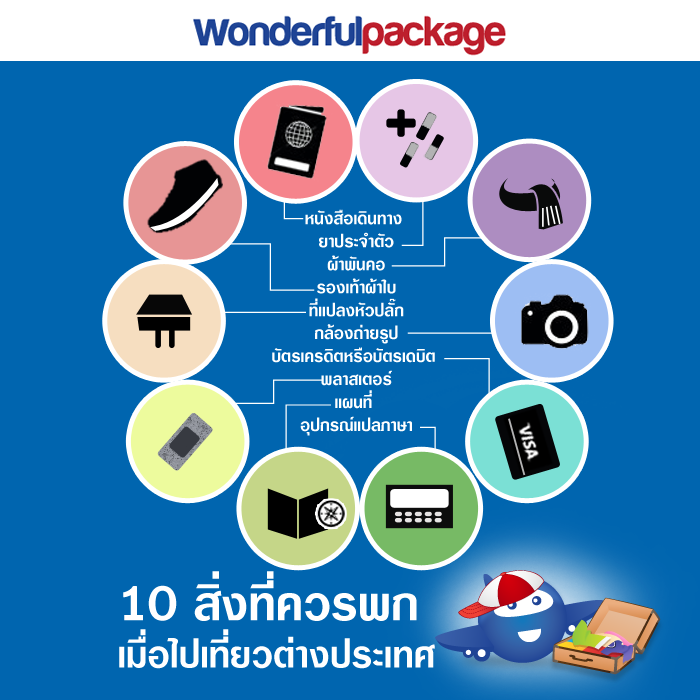 Wonderfulpackage
หนังสือเดินทาง
ยาประจำตัว
ผ้าพันคอ
รองเท้าผ้าใบ
ที่แปลงหัวปลั๊ก
กล้องถ่ายรูป
บัตรเครดิตหรือบัตรเดบิต
พลาสเตอร์
แผนที่
อุปกรณ์แปลภาษา
VISA
10 สิ่งที่ควรพก
เมื่อไปเที่ยวต่างประเทศ